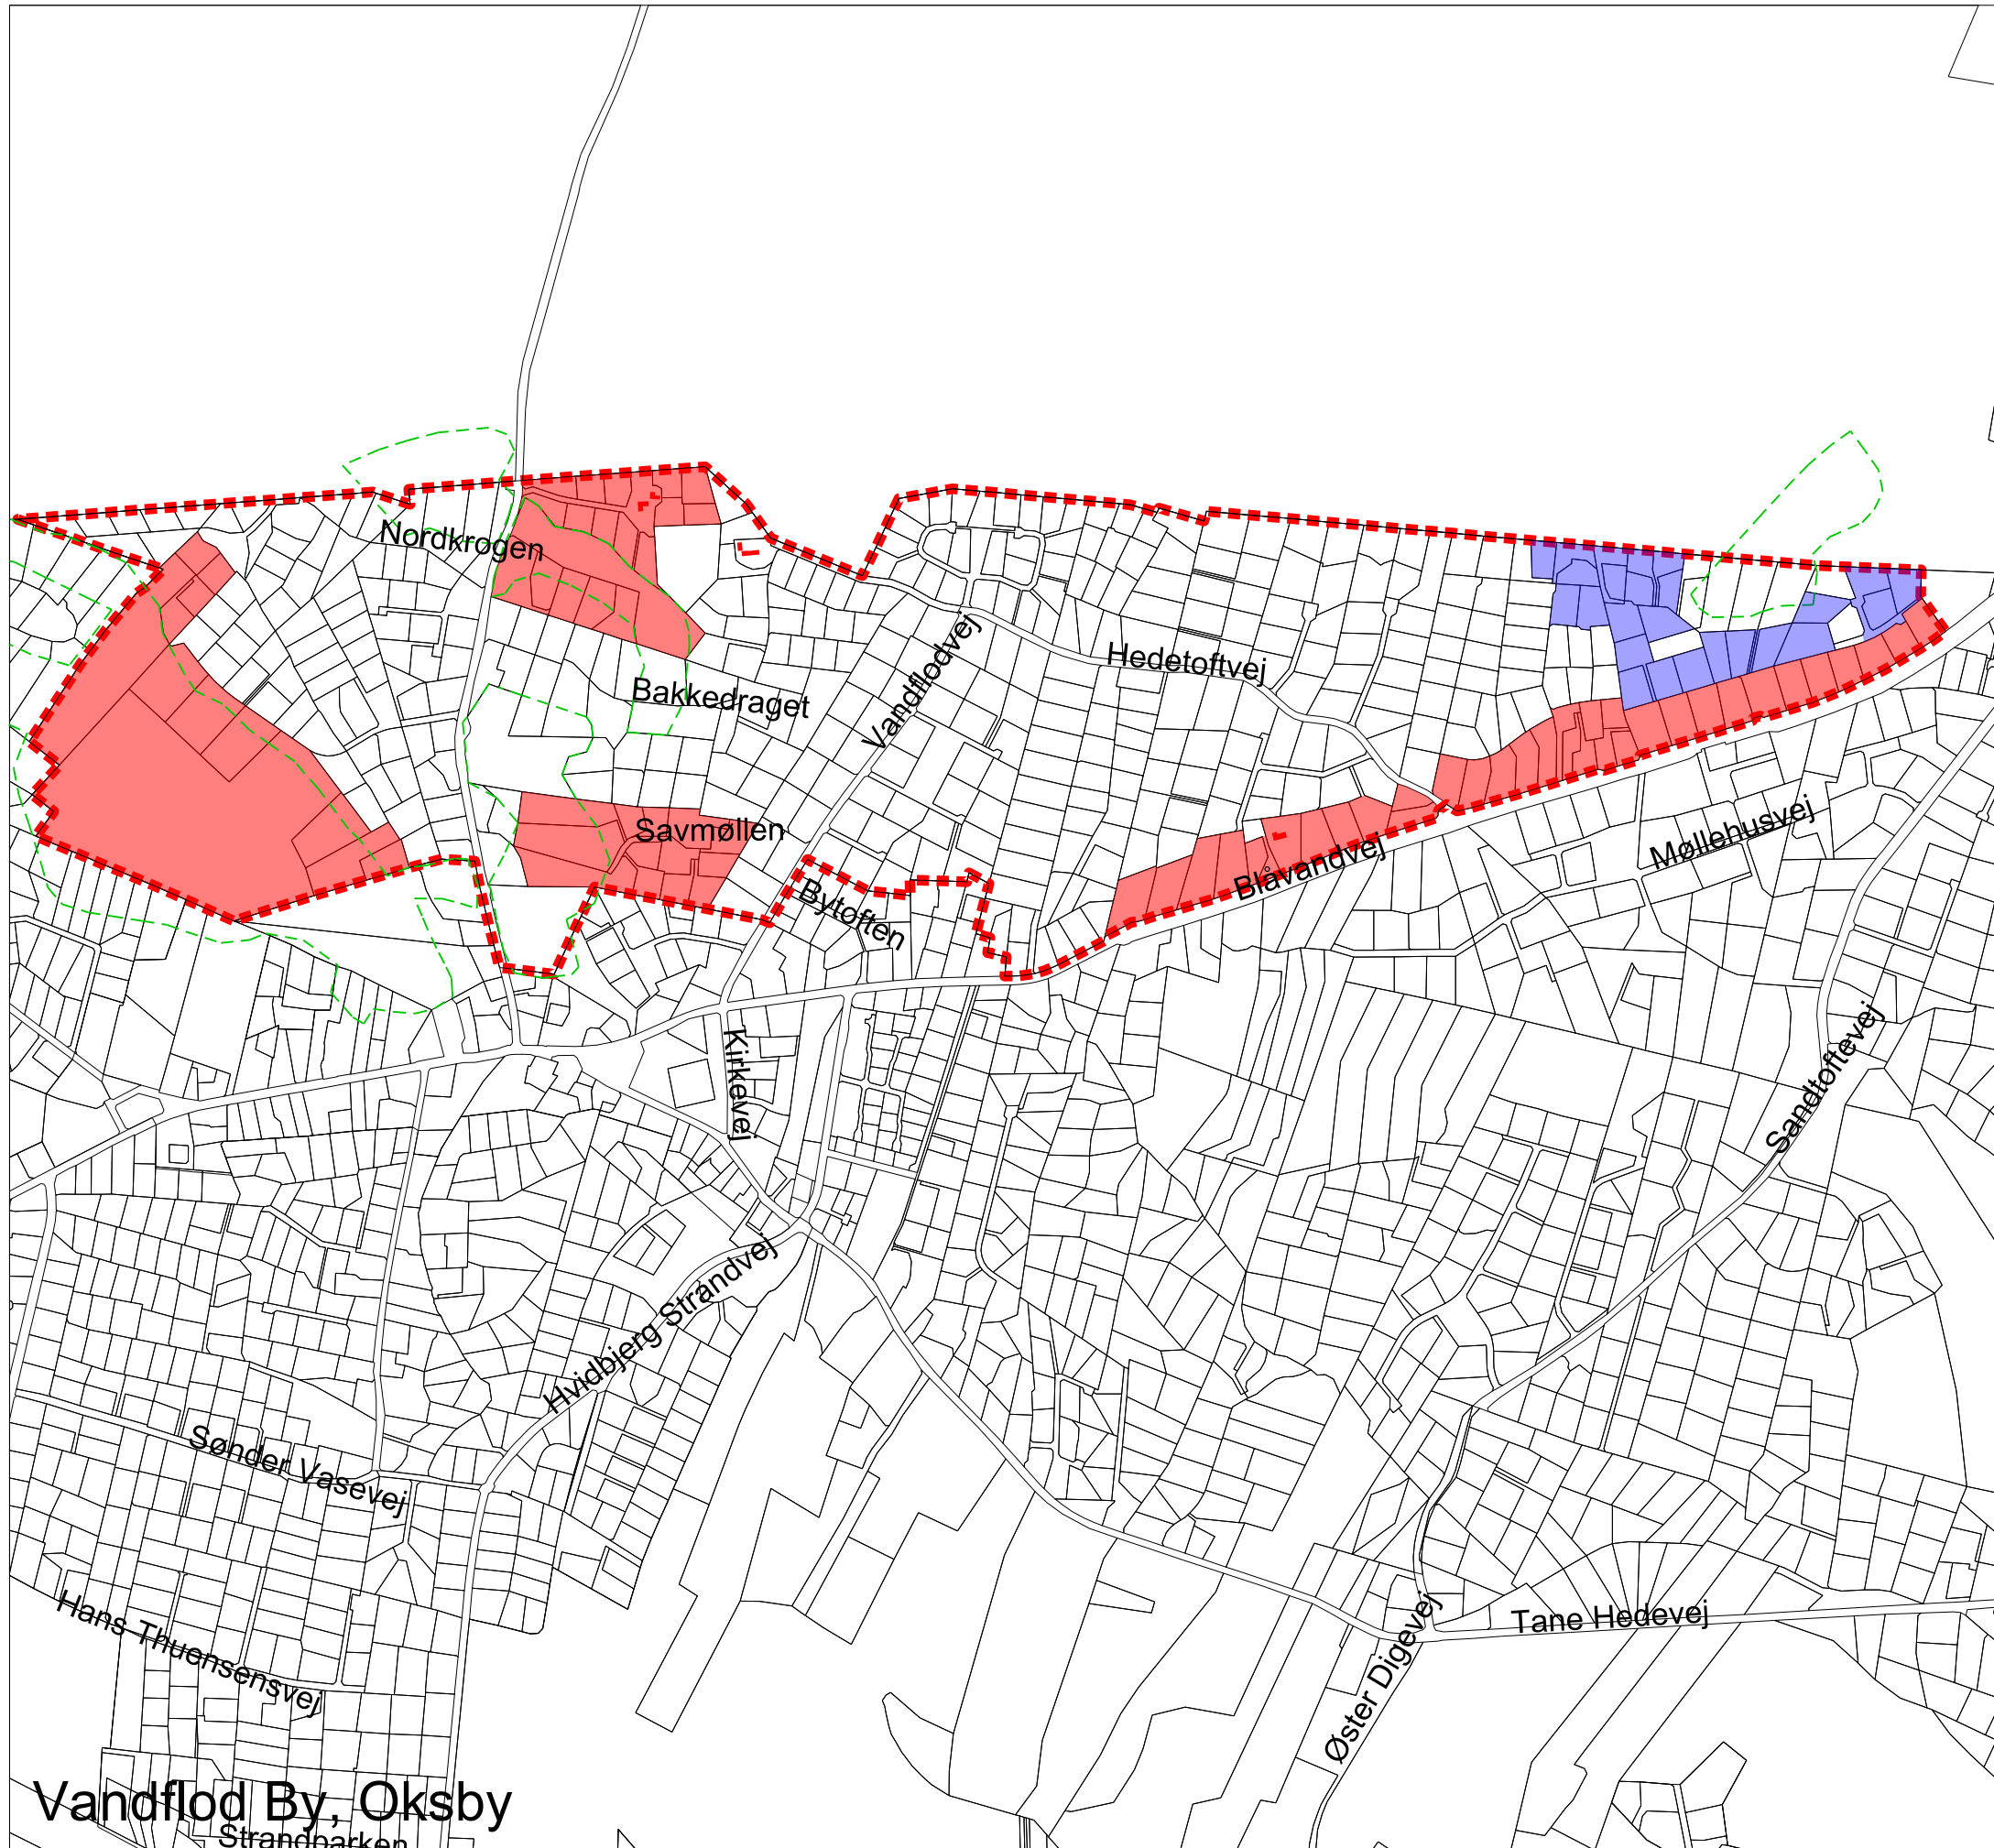 Nordkrogen
Bakkedraget
Vandflodvej
Hedetoftvej
Savmøllen
Bytoften
Blåvandvej
Møllehusvej
Kirkevej
Sandtoftevej
Hvidbjerg Strandvej
Sønder Vasevej
Hans Thuensensvej
Tane Hedevej
Øster Digevej
Vandflod By, Oksby
Strandparken